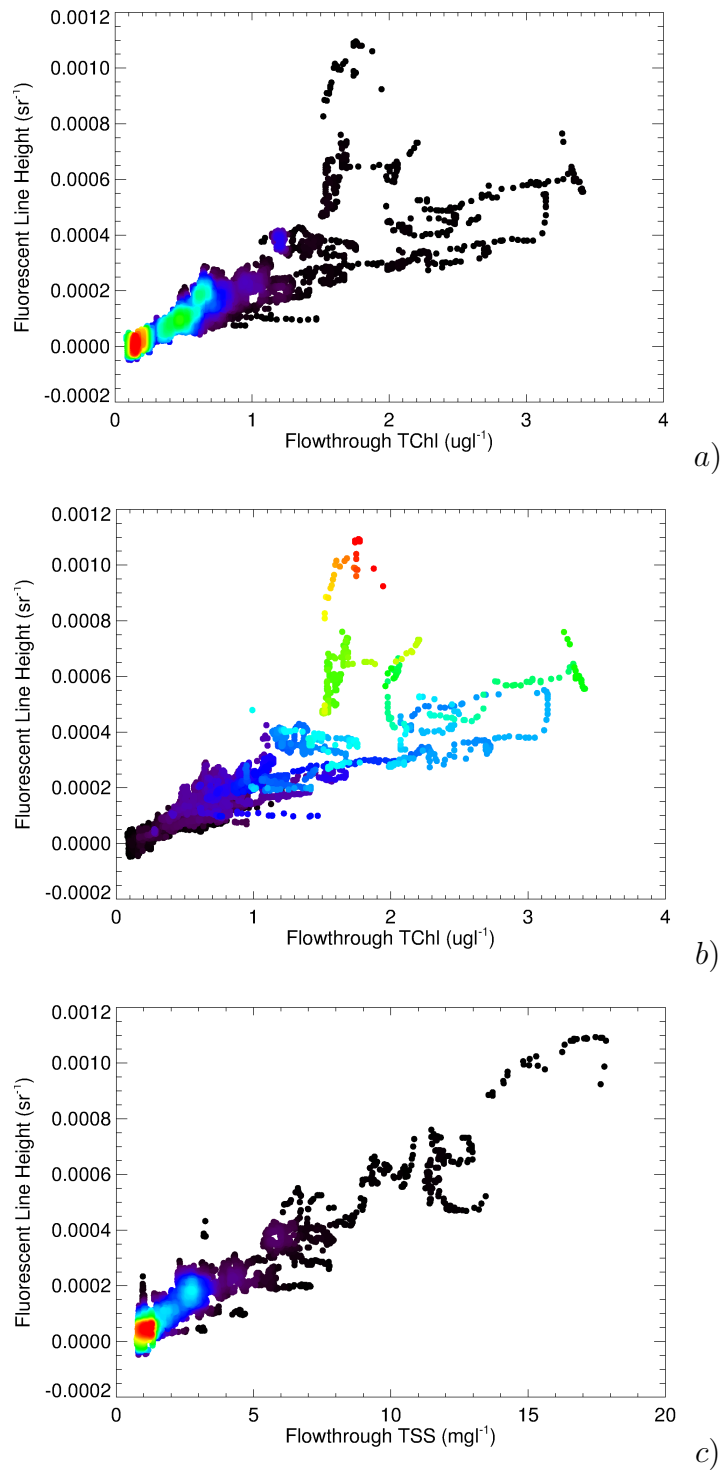 0.0012
0.0010
0.0008
0.0006
0.0004
0.0002
0.0000
-0.0002
Fluorescent Line Height (sr⁻¹)
0 1 2 3 4
Flowthrough TChl (ugl⁻¹)
a)
0.0012
0.0010
0.0008
0.0006
0.0004
0.0002
0.0000
-0.0002
Fluorescent Line Height (sr⁻¹)
0 1 2 3 4
Flowthrough TChl (ugl⁻¹)
b)
0.0012
0.0010
0.0008
0.0006
0.0004
0.0002
0.0000
-0.0002
Fluorescent Line Height (sr⁻¹)
0 5 10 15 20
Flowthrough TSS (mgl⁻¹)
c)